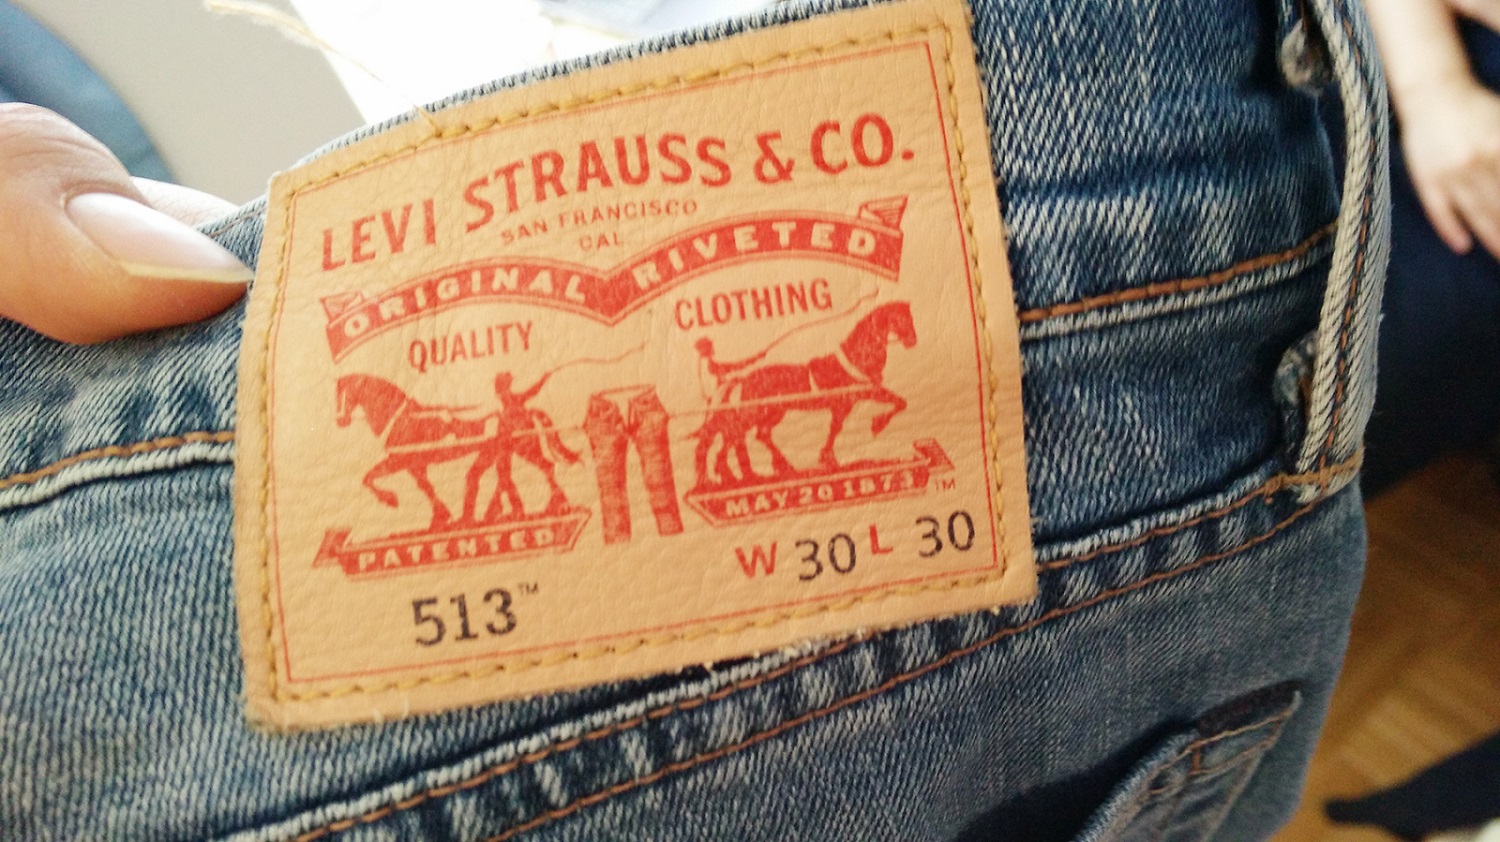 LEVI STRAUSS & CO.
SAN FRANCISCO
CAL
ORIGINAL RIVETED
QUALITY CLOTHING
PATENTED MAY 20 1873 ™
513™ W 30 L 30